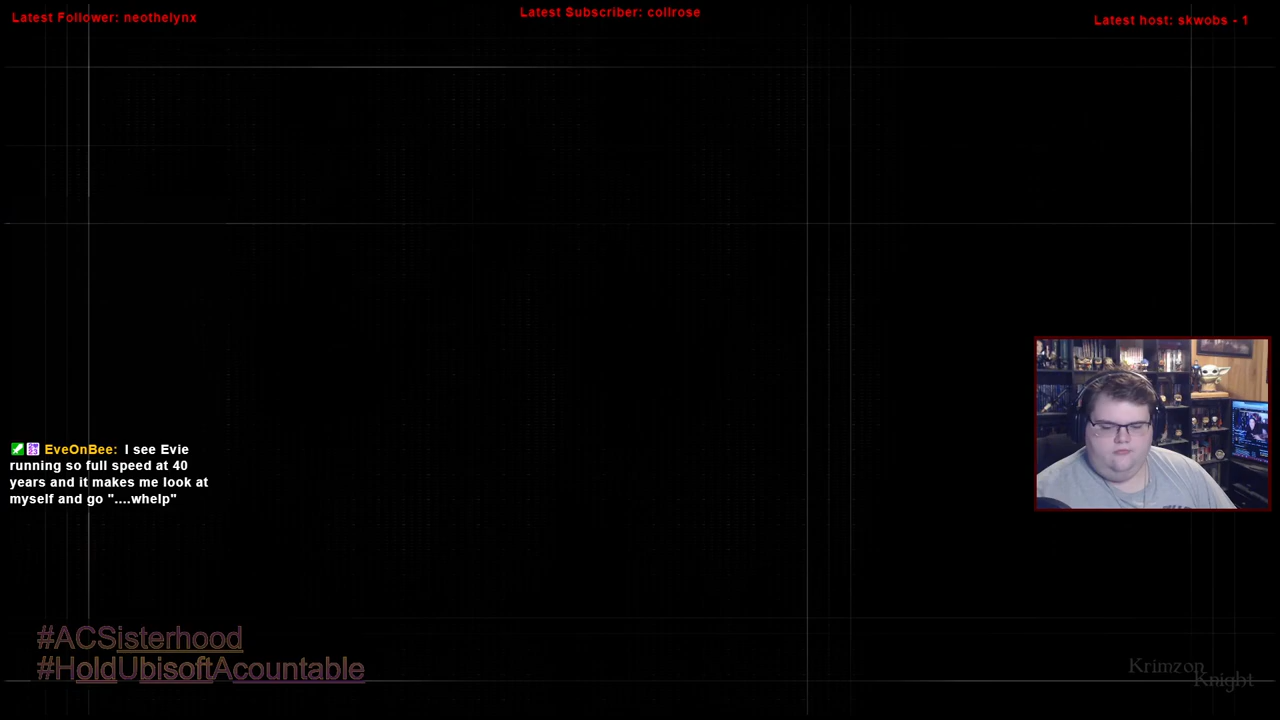 Latest Follower: neothelynx
Latest Subscriber: collrose
Latest host: skwobs - 1
EveOnBee: I see Evie
running so full speed at 40
years and it makes me look at
myself and go "....whelp"
#ACSisterhood
#HoldUbisoftAcountable
Krimzon
Knight